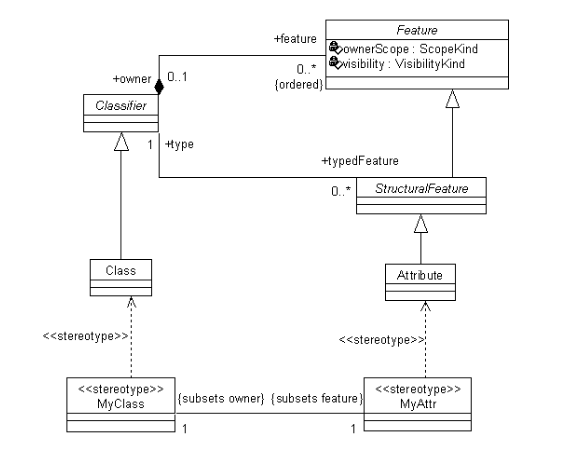 Feature
+feature
ownerScope : ScopeKind
visibility : VisibilityKind
+owner
0..1
0..*
{ordered}
Classifier
1
+type
+typedFeature
0..*
StructuralFeature
Class
Attribute
<<stereotype>>
<<stereotype>>
<<stereotype>>
MyClass
{subsets owner}
{subsets feature}
<<stereotype>>
MyAttr
1
1